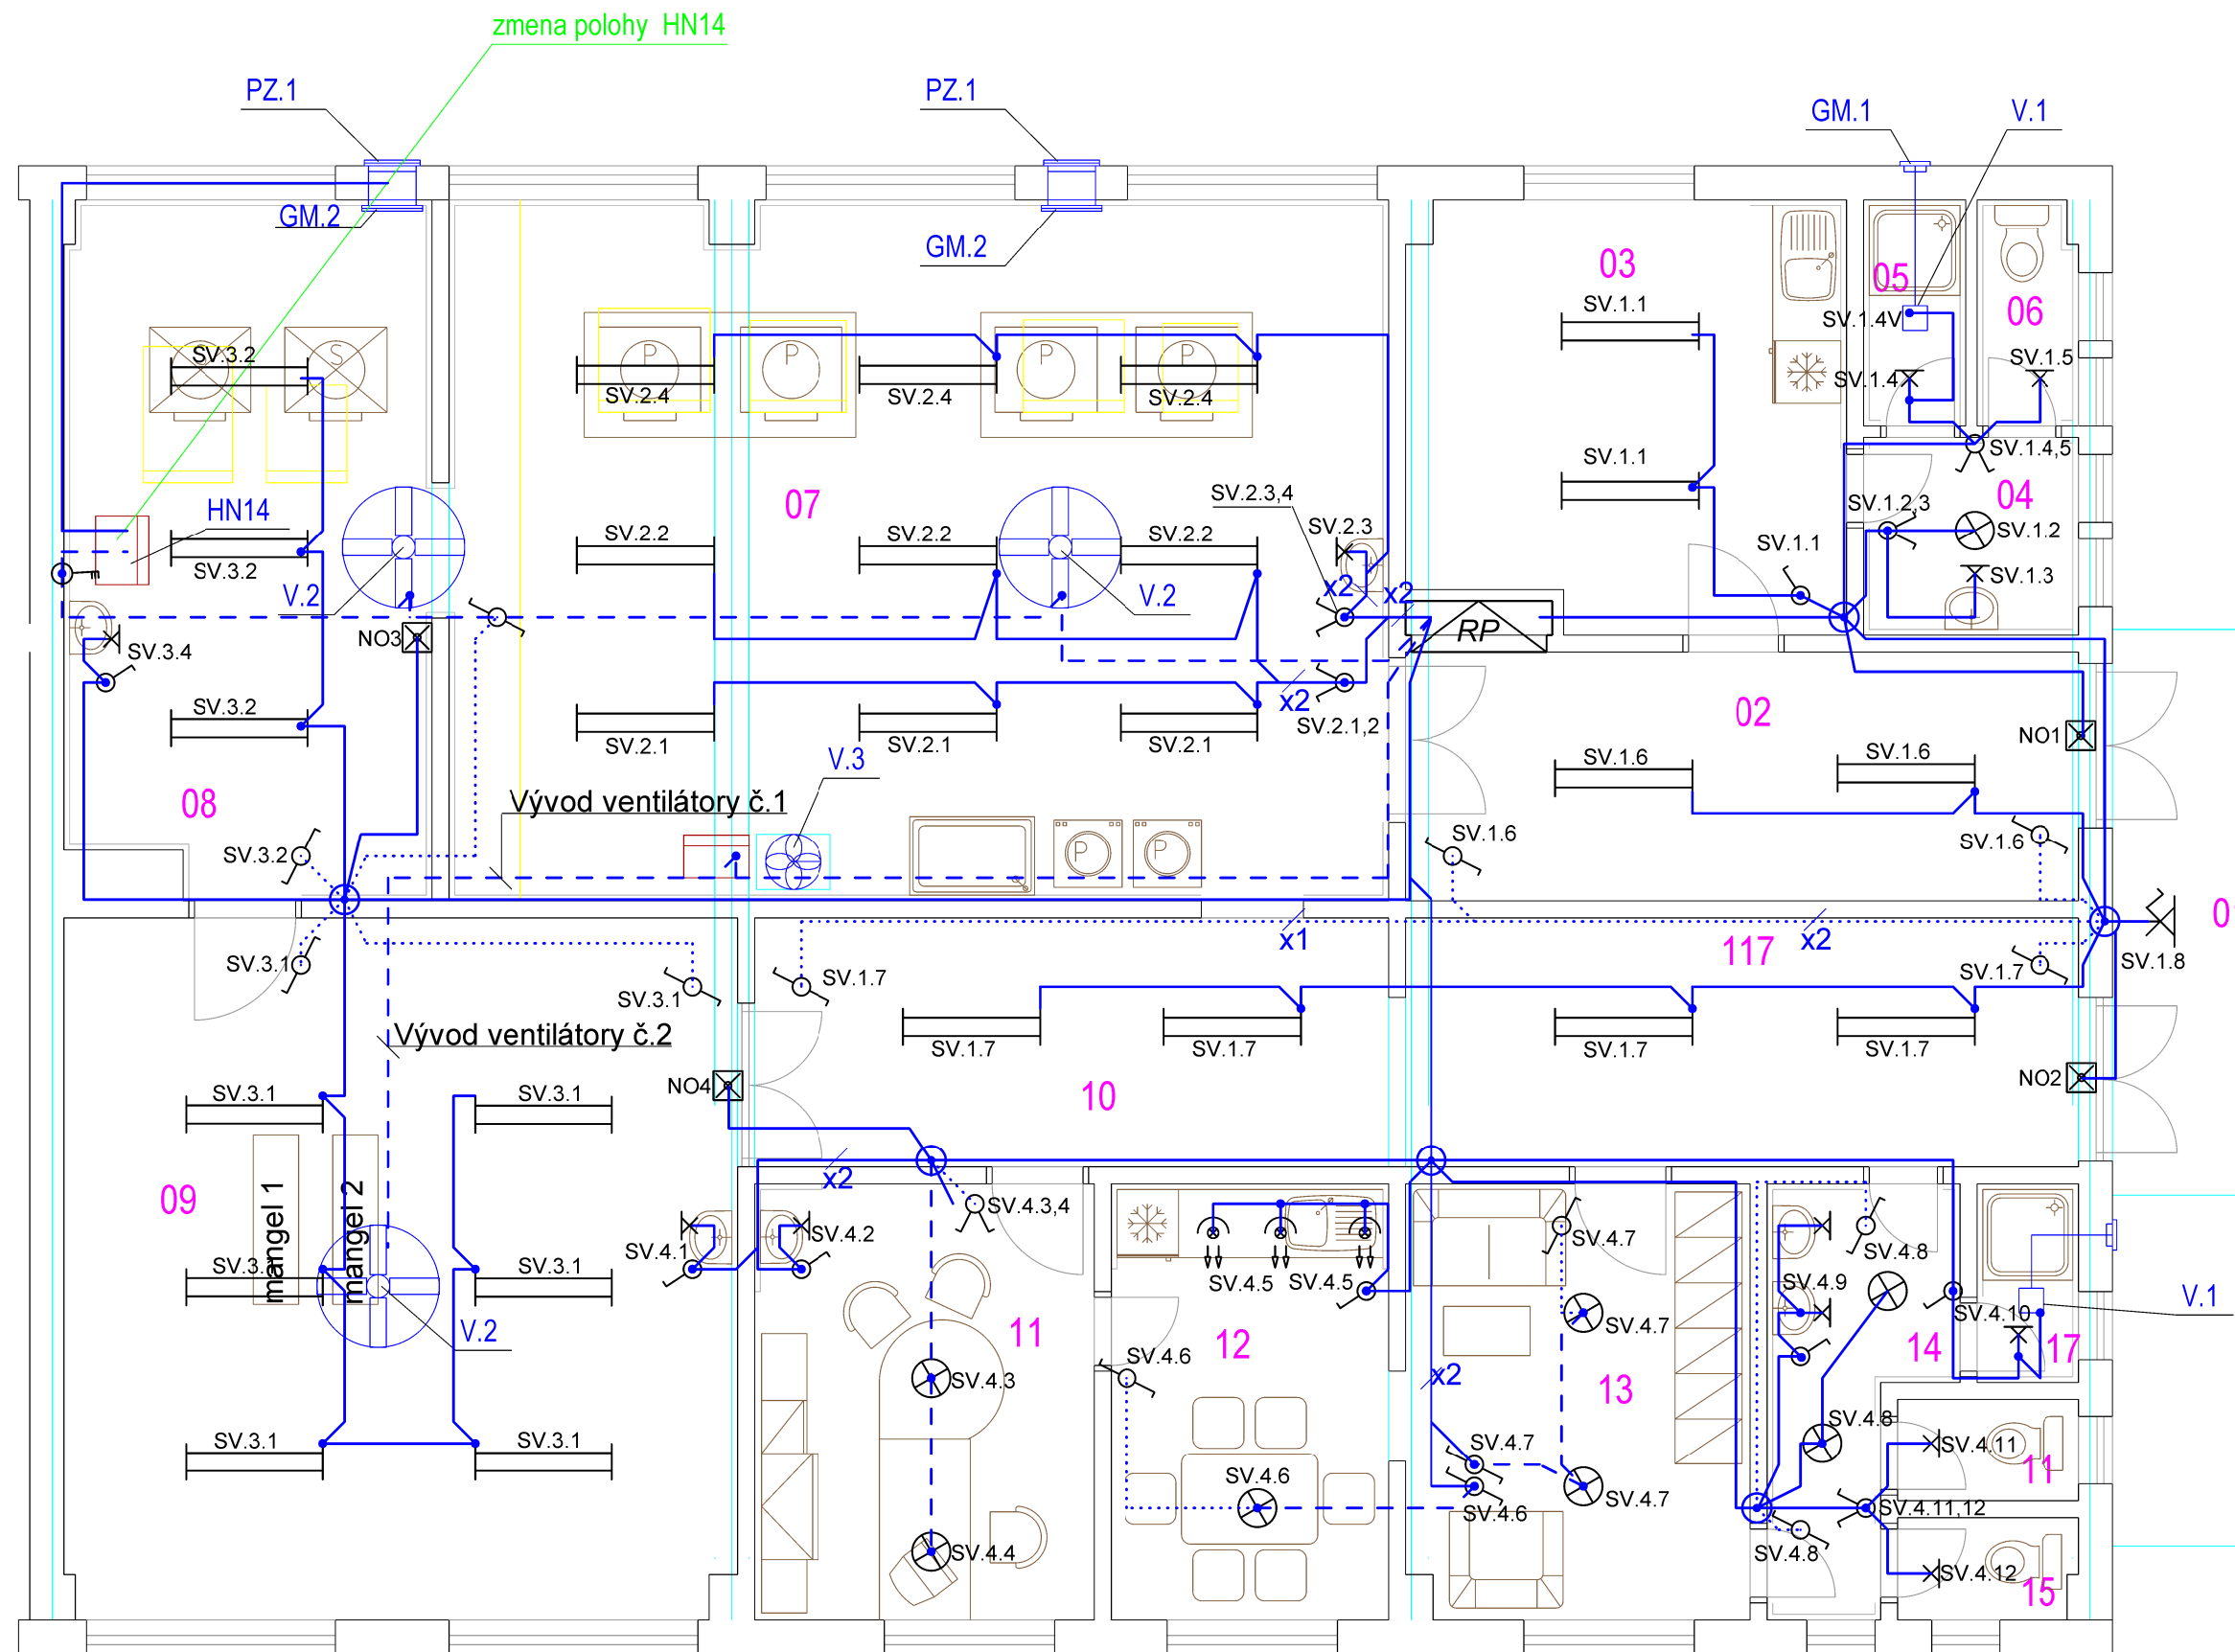 zmena polohy HN14
PZ.1
PZ.1
GM.1
V.1
GM.2
GM.2
03
05
06
SV.1.1
SV.1.4V
SV.3.2
S
S
P
P
P
P
SV.2.4
SV.2.4
SV.2.4
SV.1.4
SV.1.5
SV.1.1
SV.1.4,5
HN14
07
SV.2.3,4
SV.1.2,3
04
SV.3.2
SV.2.2
SV.2.2
SV.2.2
SV.2.3
SV.1.1
SV.1.2
SV.1.3
V.2
V.2
x2
x2
NO3
RP
SV.3.4
SV.3.2
x2
SV.2.1
SV.2.1
SV.2.1
SV.2.1,2
02
NO1
V.3
SV.1.6
SV.1.6
08
Vývod ventilátory č.1
P
P
SV.3.2
SV.1.6
SV.1.6
x1
x2
117
SV.3.1
SV.3.1
SV.1.7
SV.1.7
SV.1.8
Vývod ventilátory č.2
SV.1.7
SV.1.7
SV.1.7
SV.1.7
NO4
NO2
10
SV.3.1
SV.3.1
09
mangel 1
mangel 2
x2
SV.4.3,4
SV.4.1
SV.4.2
SV.4.5
SV.4.5
SV.4.7
SV.4.8
SV.3.1
SV.3.1
SV.4.9
SV.4.10
V.1
V.2
11
12
SV.4.7
14
17
SV.4.6
SV.4.3
x2
13
SV.3.1
SV.3.1
SV.4.7
SV.4.8
SV.4.11
11
SV.4.6
SV.4.7
SV.4.6
SV.4.11,12
SV.4.4
SV.4.8
SV.4.12
15